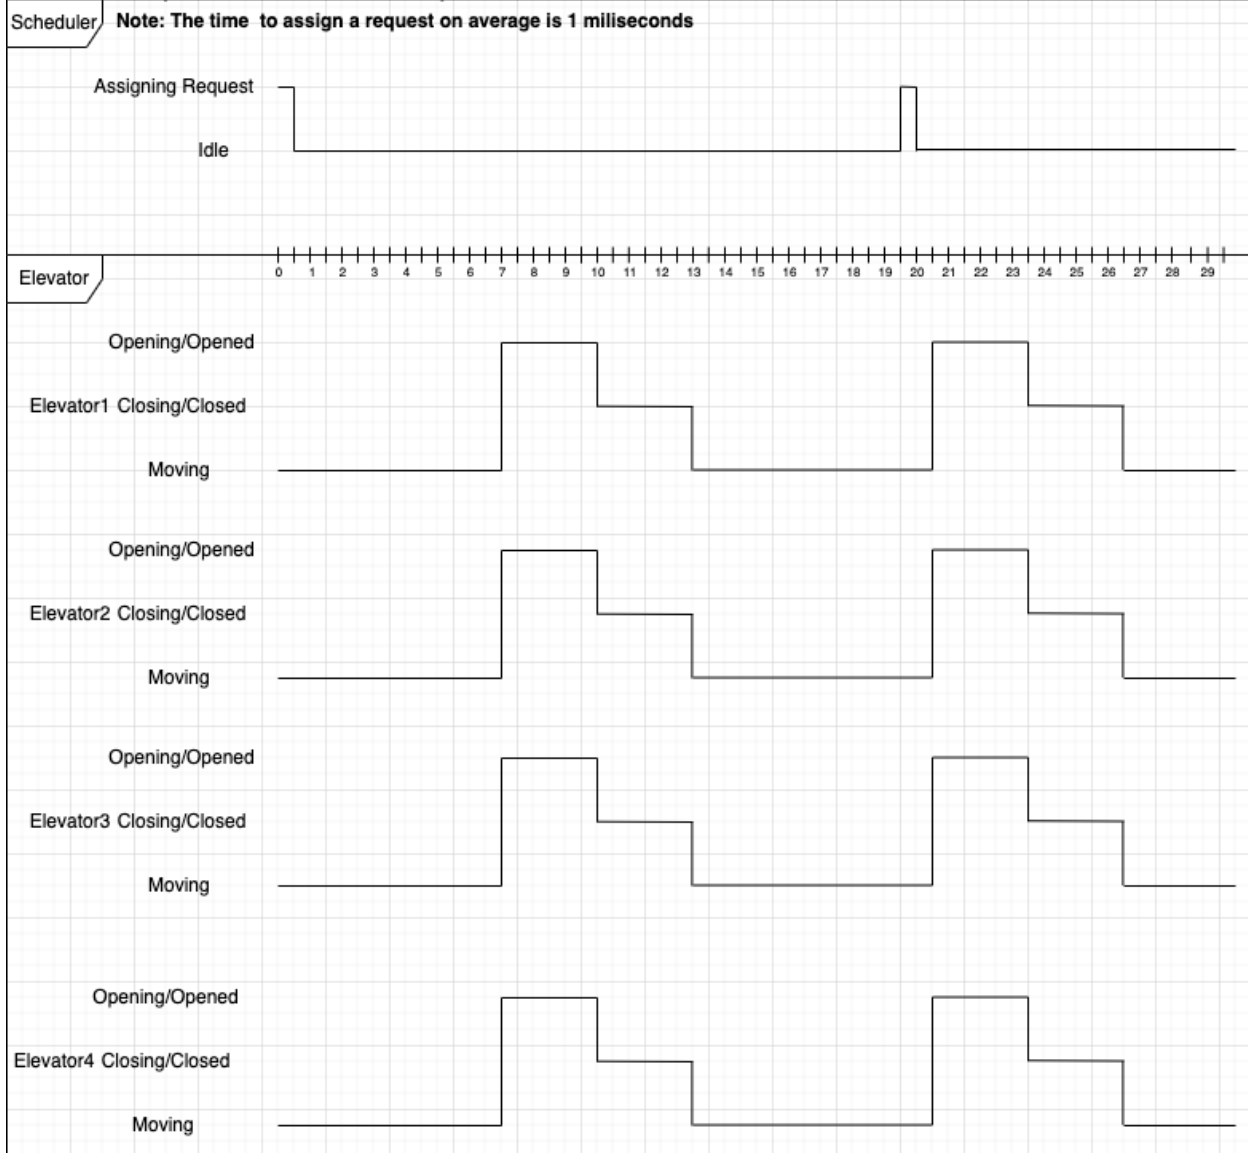 Scheduler
Note: The time to assign a request on average is 1 miliseconds
Assigning Request
Idle
0 1 2 3 4 5 6 7 8 9 10 11 12 13 14 15 16 17 18 19 20 21 22 23 24 25 26 27 28 29
Elevator
Opening/Opened
Elevator1 Closing/Closed
Moving
Opening/Opened
Elevator2 Closing/Closed
Moving
Opening/Opened
Elevator3 Closing/Closed
Moving
Opening/Opened
Elevator4 Closing/Closed
Moving